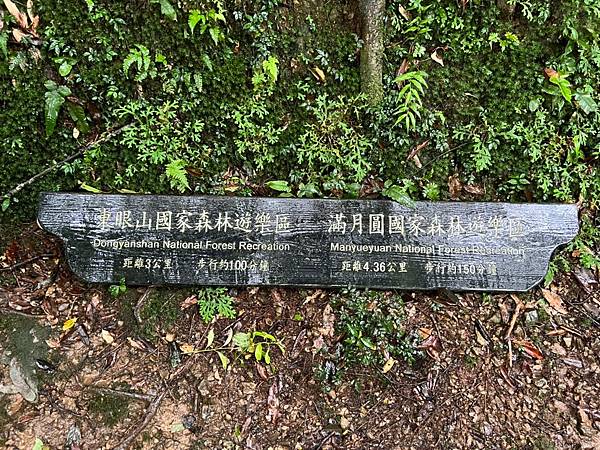 東眼山國家森林遊樂區
Dongyanshan National Forest Recreation
距離3公里 步行約100分鐘
滿月圓國家森林遊樂區
Manyueyuan National Forest Recreation
距離4.36公里 步行約150分鐘